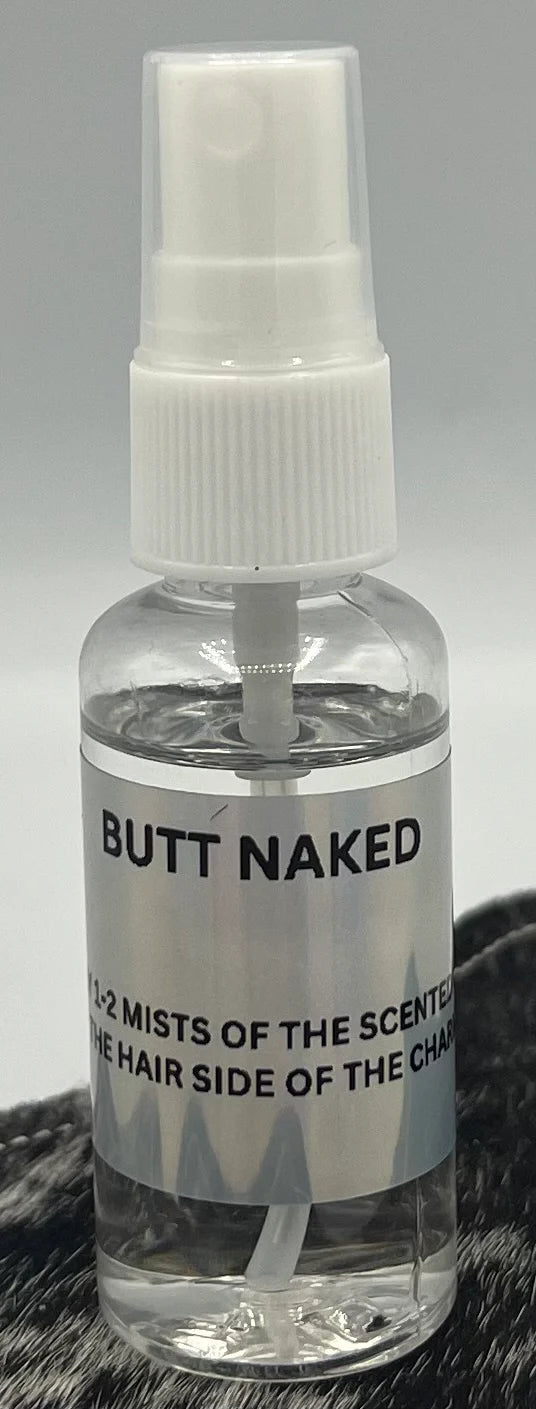 BUTT NAKED
1-2 MISTS OF THE SCENTED
THE HAIR SIDE OF THE